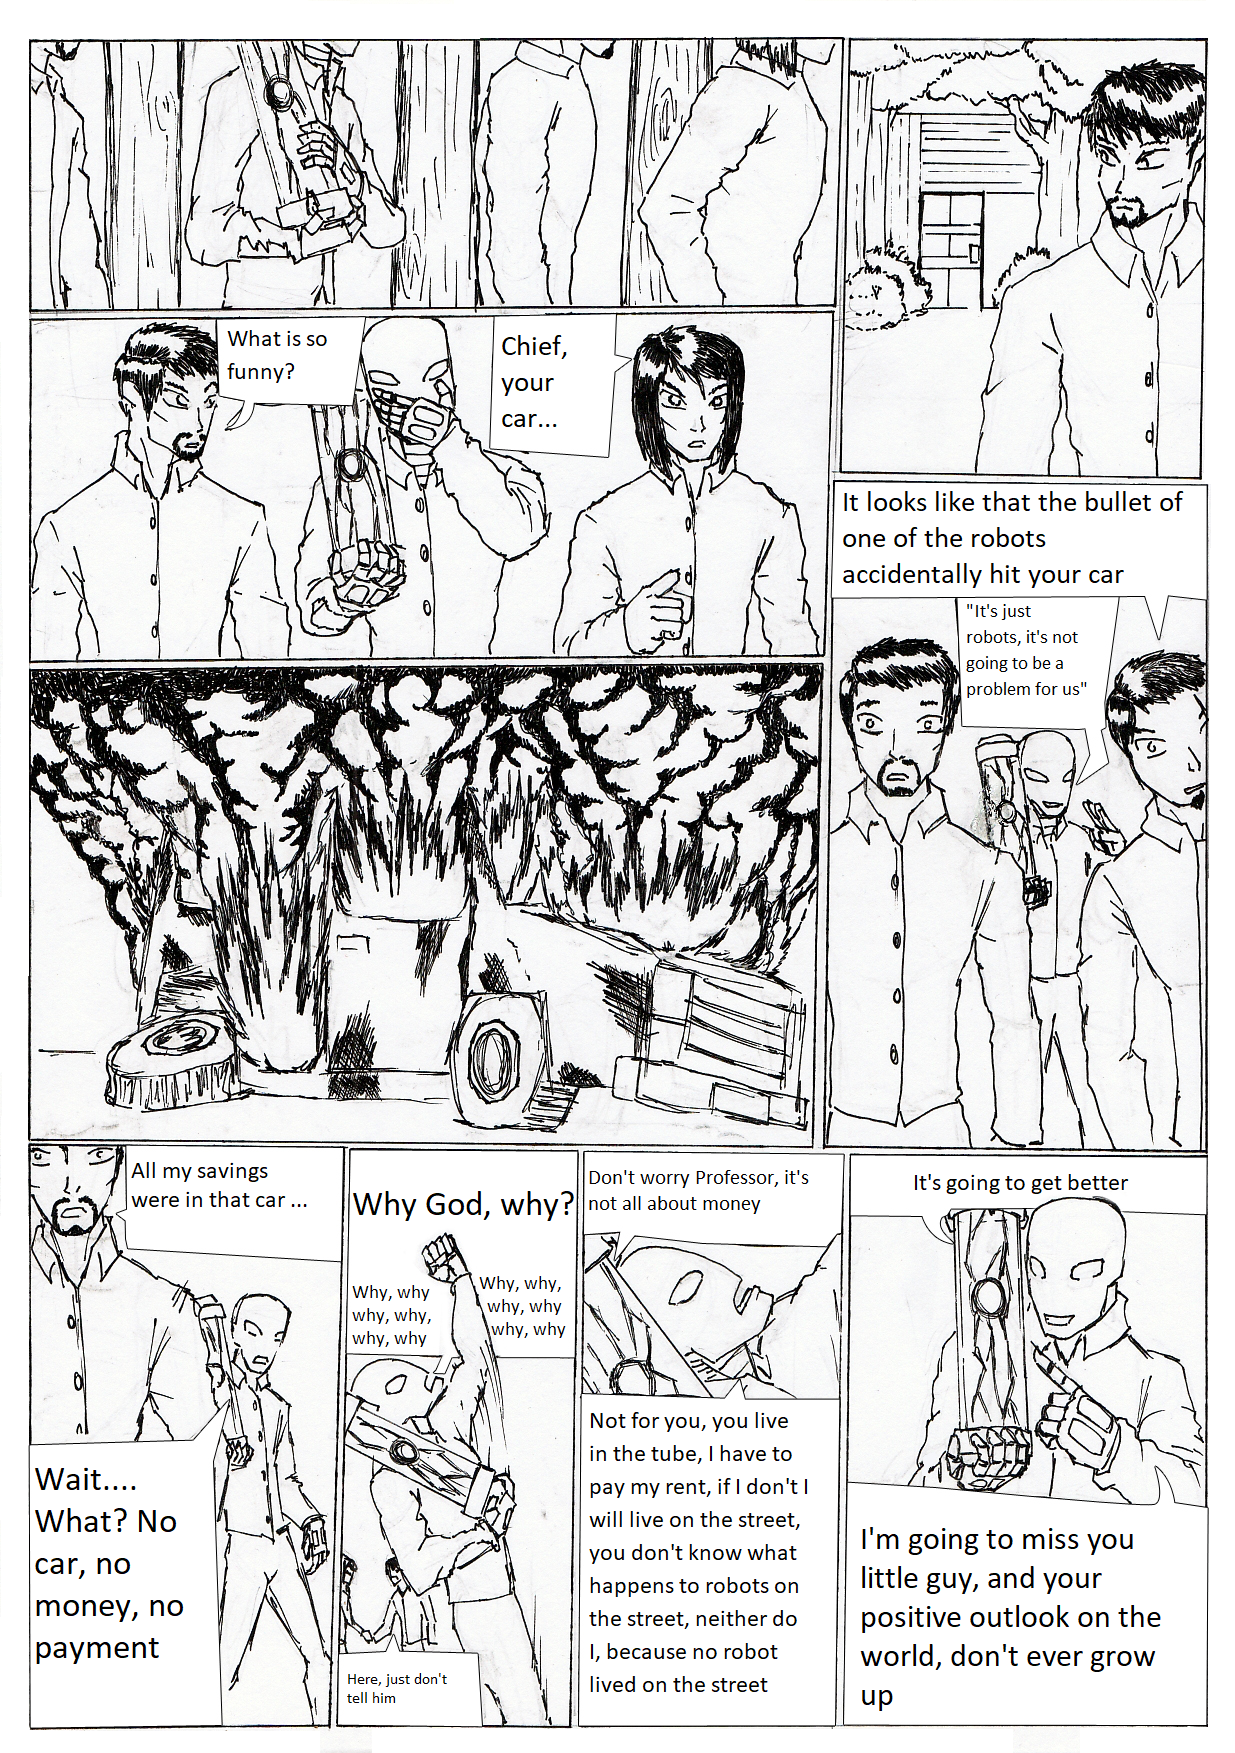 What is so
funny?
Chief,
your
car...
It looks like that the bullet of
one of the robots
accidentally hit your car
"It's just
robots, it's not
going to be a
problem for us"
All my savings
were in that car ...
Wait....
What? No
car, no
money, no
payment
Why God, why?
Why, why
why, why,
why, why
Why, why,
why, why
why, why
Here, just don't
tell him
Don't worry Professor, it's
not all about money
Not for you, you live
in the tube, I have to
pay my rent, if I don't I
will live on the street,
you don't know what
happens to robots on
the street, neither do
I, because no robot
lived on the street
It's going to get better
I'm going to miss you
little guy, and your
positive outlook on the
world, don't ever grow
up